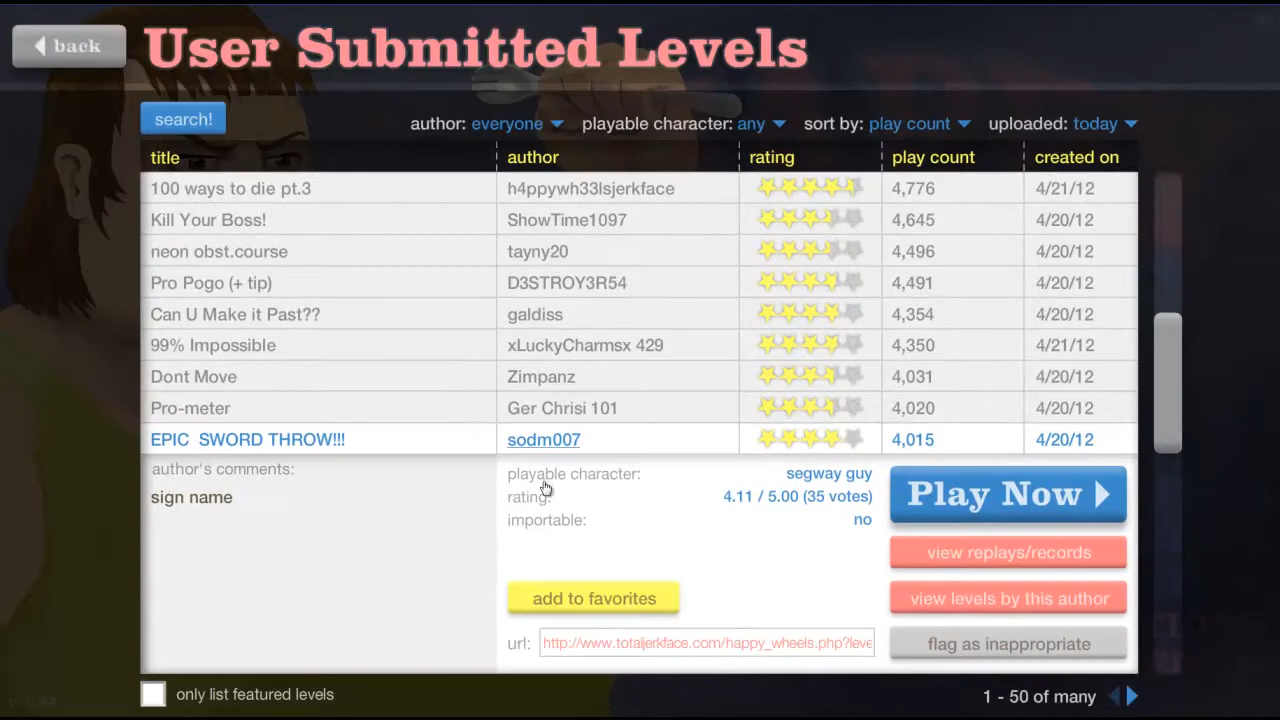 back
User Submitted Levels
search!
author: everyone playable character: any sort by: play count uploaded: today
title author rating play count created on
100 ways to die pt.3 h4ppywh33lsjerkface 4,776 4/21/12
Kill Your Boss! ShowTime1097 4,645 4/20/12
neon obst.course tayny20 4,496 4/20/12
Pro Pogo (+ tip) D3STROY3R54 4,491 4/20/12
Can U Make it Past?? galdiss 4,354 4/20/12
99% Impossible xLuckyCharmsx 429 4,350 4/21/12
Dont Move Zimpanz 4,031 4/20/12
Pro-meter Ger Chrisi 101 4,020 4/20/12
EPIC SWORD THROW!!! sodm007 4,015 4/20/12
author's comments:
sign name
playable character: segway guy
rating: 4.11 / 5.00 (35 votes)
importable: no
add to favorites
url: http://www.totaljerkface.com/happy_wheels.php?leve
Play Now
view replays/records
view levels by this author
flag as inappropriate
only list featured levels
1 - 50 of many